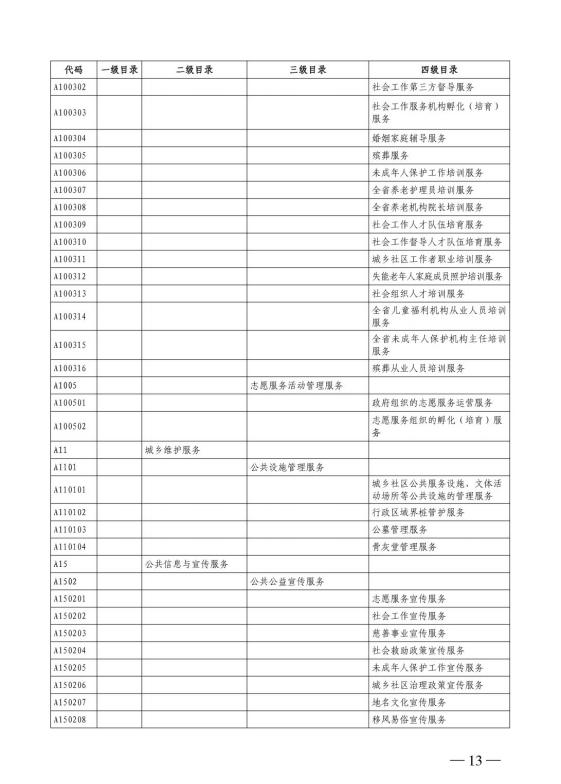 代码 一级目录 二级目录 三级目录 四级目录
A100302 社会工作第三方督导服务
A100303 社会工作服务机构孵化（培育）
服务
A100304 婚姻家庭辅导服务
A100305 殡葬服务
A100306 未成年人保护工作培训服务
A100307 全省养老护理员培训服务
A100308 全省养老机构院长培训服务
A100309 社会工作人才队伍培育服务
A100310 社会工作督导人才队伍培育服务
A100311 城乡社区工作者职业培训服务
A100312 失能老年人家庭成员照护培训服务
A100313 社会组织人才培训服务
A100314 全省儿童福利机构从业人员培训
服务
A100315 全省未成年人保护机构主任培训
服务
A100316 殡葬从业人员培训服务
A1005 志愿服务活动管理服务
A100501 政府组织的志愿服务运营服务
A100502 志愿服务组织的孵化（培育）服
务
A11 城乡维护服务
A1101 公共设施管理服务
A110101 城乡社区公共服务设施、文体活
动场所等公共设施的管理服务
A110102 行政区域界桩管护服务
A110103 公墓管理服务
A110104 骨灰堂管理服务
A15 公共信息与宣传服务
A1502 公共公益宣传服务
A150201 志愿服务宣传服务
A150202 社会工作宣传服务
A150203 慈善事业宣传服务
A150204 社会救助政策宣传服务
A150205 未成年人保护工作宣传服务
A150206 城乡社区治理政策宣传服务
A150207 地名文化宣传服务
A150208 移风易俗宣传服务
— 13 —